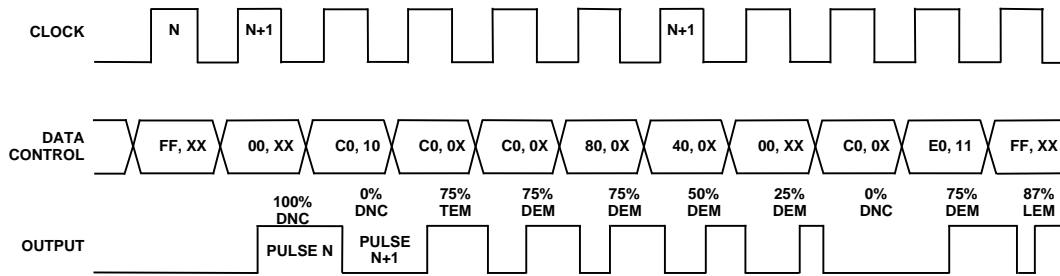 CLOCK
N
N+1
N+1
DATA
CONTROL
FF, XX
00, XX
C0, 10
C0, 0X
C0, 0X
80, 0X
40, 0X
00, XX
C0, 0X
E0, 11
FF, XX
100%
DNC
0%
DNC
75%
TEM
75%
DEM
75%
DEM
50%
DEM
25%
DEM
0%
DNC
75%
DEM
87%
LEM
OUTPUT
PULSE N
PULSE
N+1